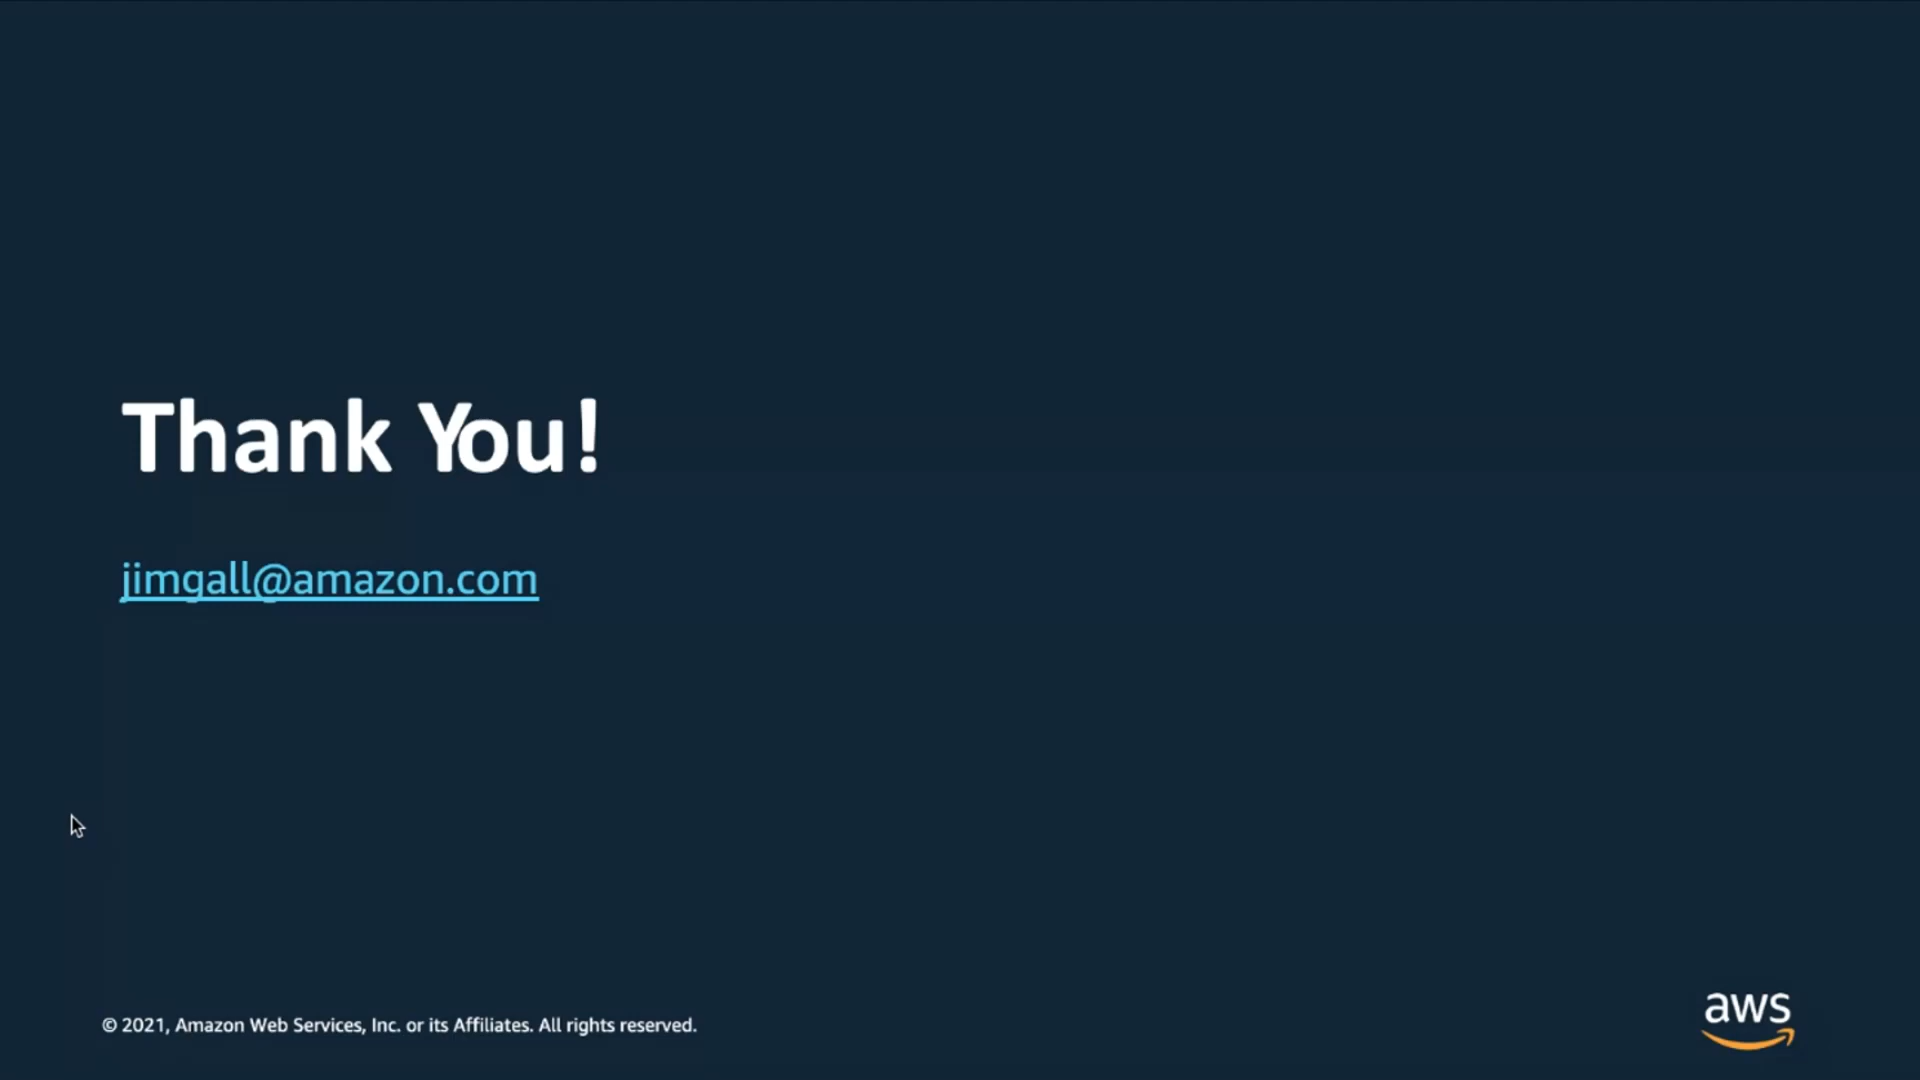 Thank You!
jimgall@amazon.com
© 2021, Amazon Web Services, Inc. or its Affiliates. All rights reserved.
aws